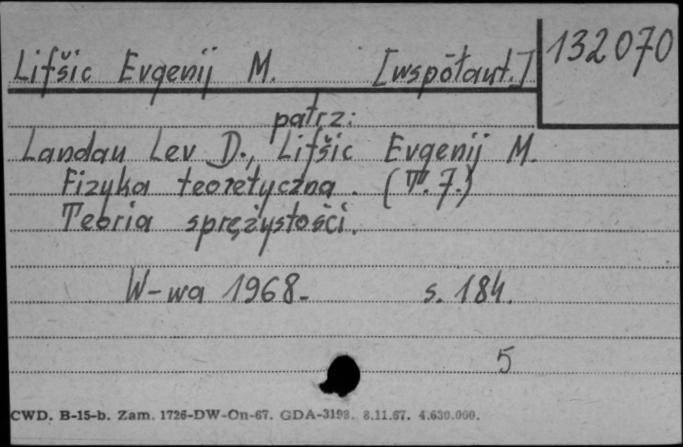 132070
Lifšic Evgenij M. [współaut.]
patrz:
Landau Lev D., Lifšic Evgenij M.
Fizyka teoretyczna. (T. 7.)
Teoria sprężystości.
W-wa 1968. s. 184.
5
CWD. B-15-b. Zam. 1726-DW-On-67. GDA-3198. 8.11.67. 4.630.000.